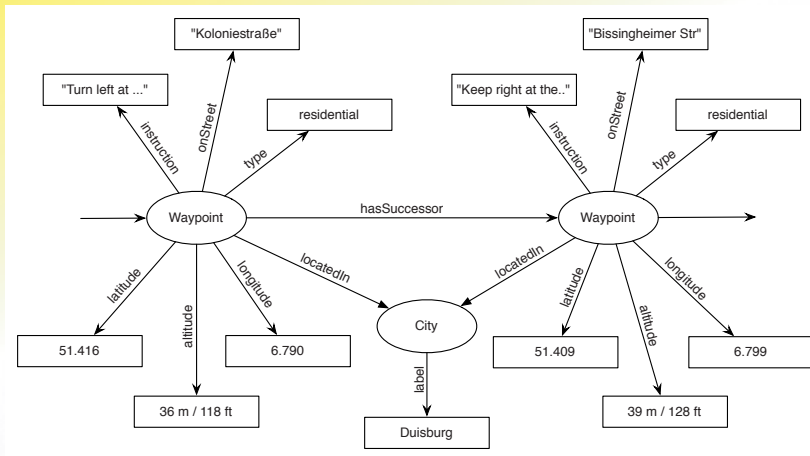 "Koloniestraße"
"Bissingheimer Str"
"Turn left at ..."
"Keep right at the.."
residential
residential
instruction
onStreet
type
instruction
onStreet
type
Waypoint
hasSuccessor
Waypoint
latitude
altitude
longitude
locatedIn
locatedIn
latitude
altitude
longitude
City
51.416
6.790
51.409
6.799
label
36 m / 118 ft
39 m / 128 ft
Duisburg